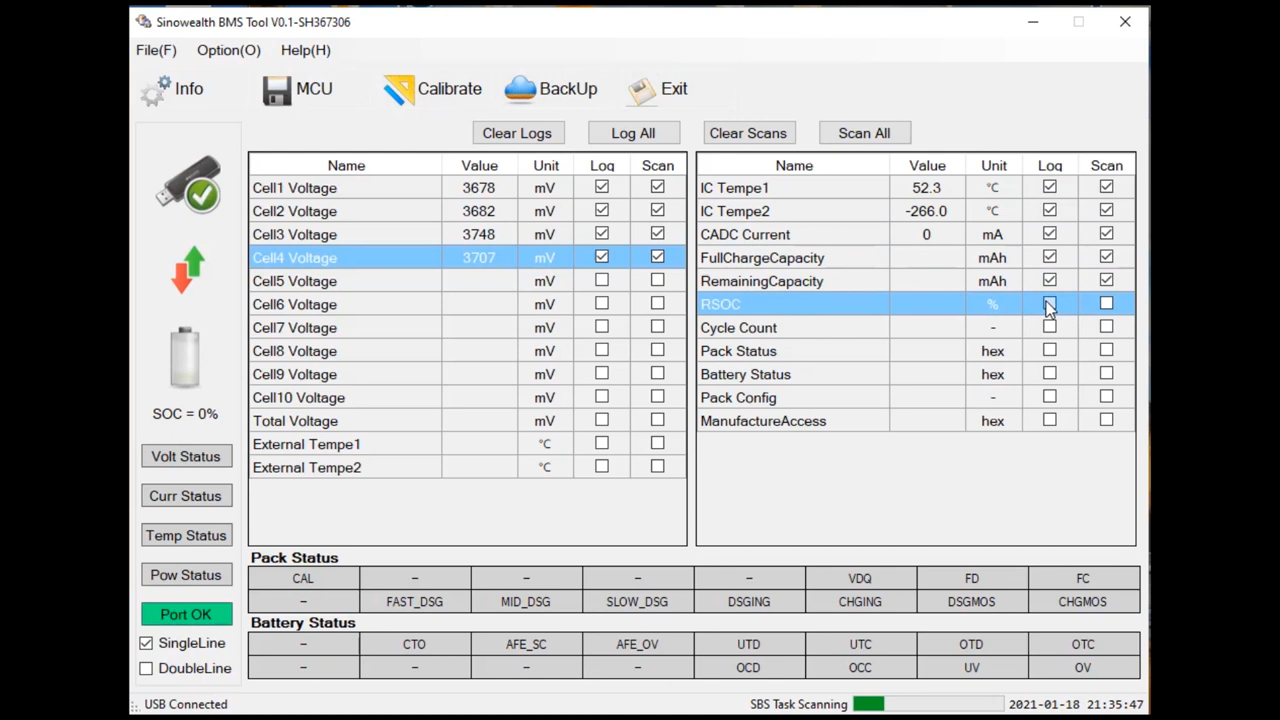 Sinowealth BMS Tool V0.1-SH367306
File(F) Option(O) Help(H)
Info MCU Calibrate BackUp Exit
Clear Logs Log All Clear Scans Scan All
Name Value Unit Log Scan Name Value Unit Log Scan
Cell1 Voltage 3678 mV IC Tempe1 52.3 °C
Cell2 Voltage 3682 mV IC Tempe2 -266.0 °C
Cell3 Voltage 3748 mV CADC Current 0 mA
Cell4 Voltage 3707 mV FullChargeCapacity mAh
Cell5 Voltage mV RemainingCapacity mAh
Cell6 Voltage mV RSOC %
Cell7 Voltage mV Cycle Count -
Cell8 Voltage mV Pack Status hex
Cell9 Voltage mV Battery Status hex
Cell10 Voltage mV Pack Config -
Total Voltage mV ManufactureAccess hex
External Tempe1 °C
External Tempe2 °C
SOC = 0%
Volt Status
Curr Status
Temp Status
Pow Status
Port OK
SingleLine
DoubleLine
Pack Status
CAL - - - - VDQ FD FC
- FAST_DSG MID_DSG SLOW_DSG DSGING CHGING DSGMOS CHGMOS
Battery Status
- CTO AFE_SC AFE_OV UTD UTC OTD OTC
- - - - OCD OCC UV OV
USB Connected SBS Task Scanning 2021-01-18 21:35:47